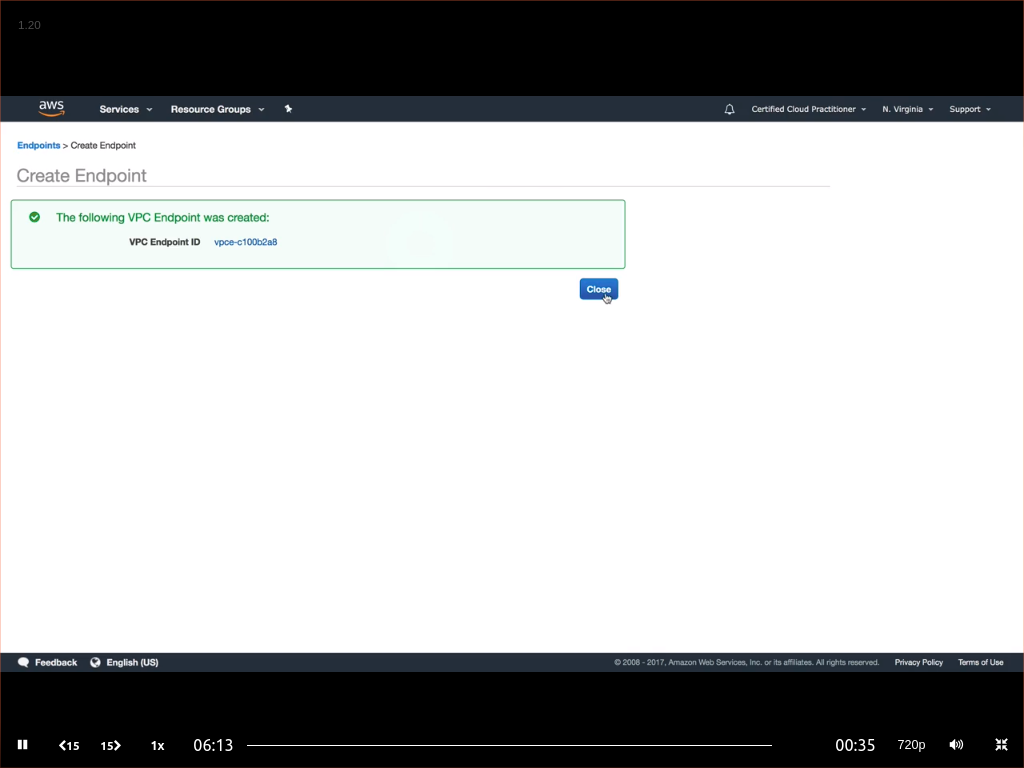 1.20
aws Services Resource Groups Certified Cloud Practitioner N. Virginia Support
Endpoints > Create Endpoint
Create Endpoint
The following VPC Endpoint was created:
VPC Endpoint ID vpce-c100b2a8
Close
Feedback English (US) © 2008 - 2017, Amazon Web Services, Inc. or its affiliates. All rights reserved. Privacy Policy Terms of Use
15 15 1x 06:13 00:35 720p